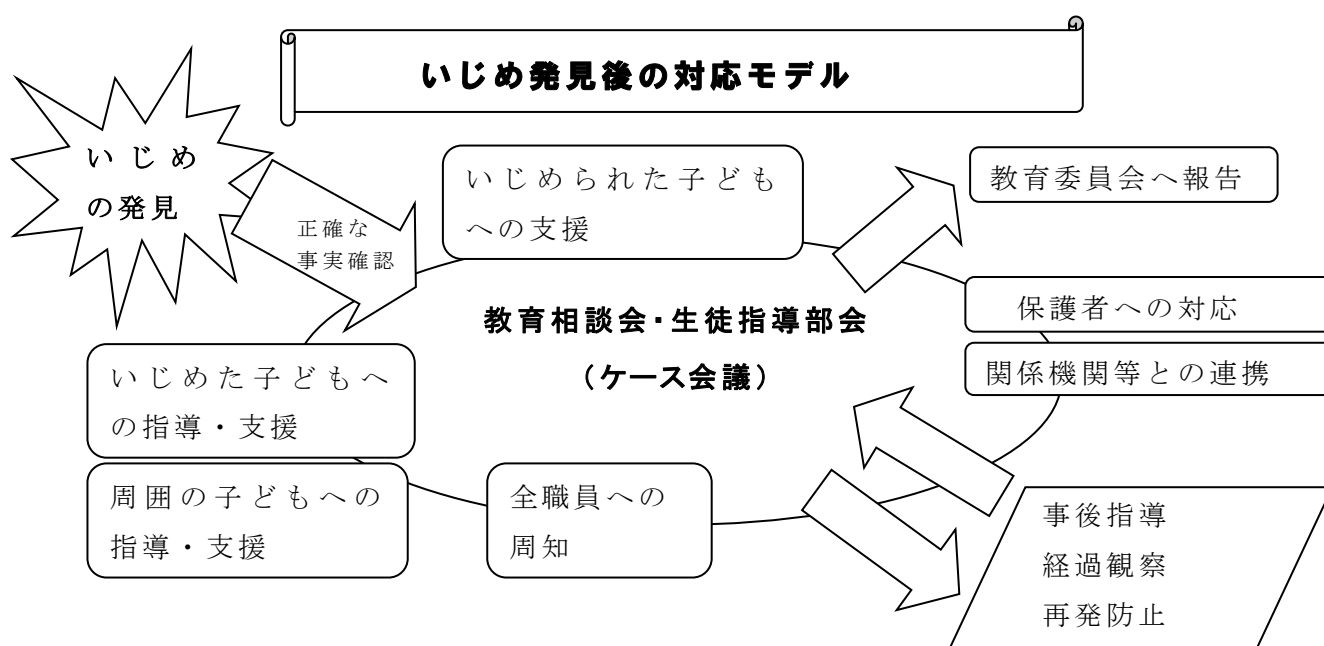 いじめ発見後の対応モデル
いじめ
の発見
正確な
事実確認
いじめられた子ども
への支援
教育委員会へ報告
保護者への対応
関係機関等との連携
教育相談会・生徒指導部会
（ケース会議）
いじめた子どもへ
の指導・支援
周囲の子どもへの
指導・支援
全職員への
周知
事後指導
経過観察
再発防止